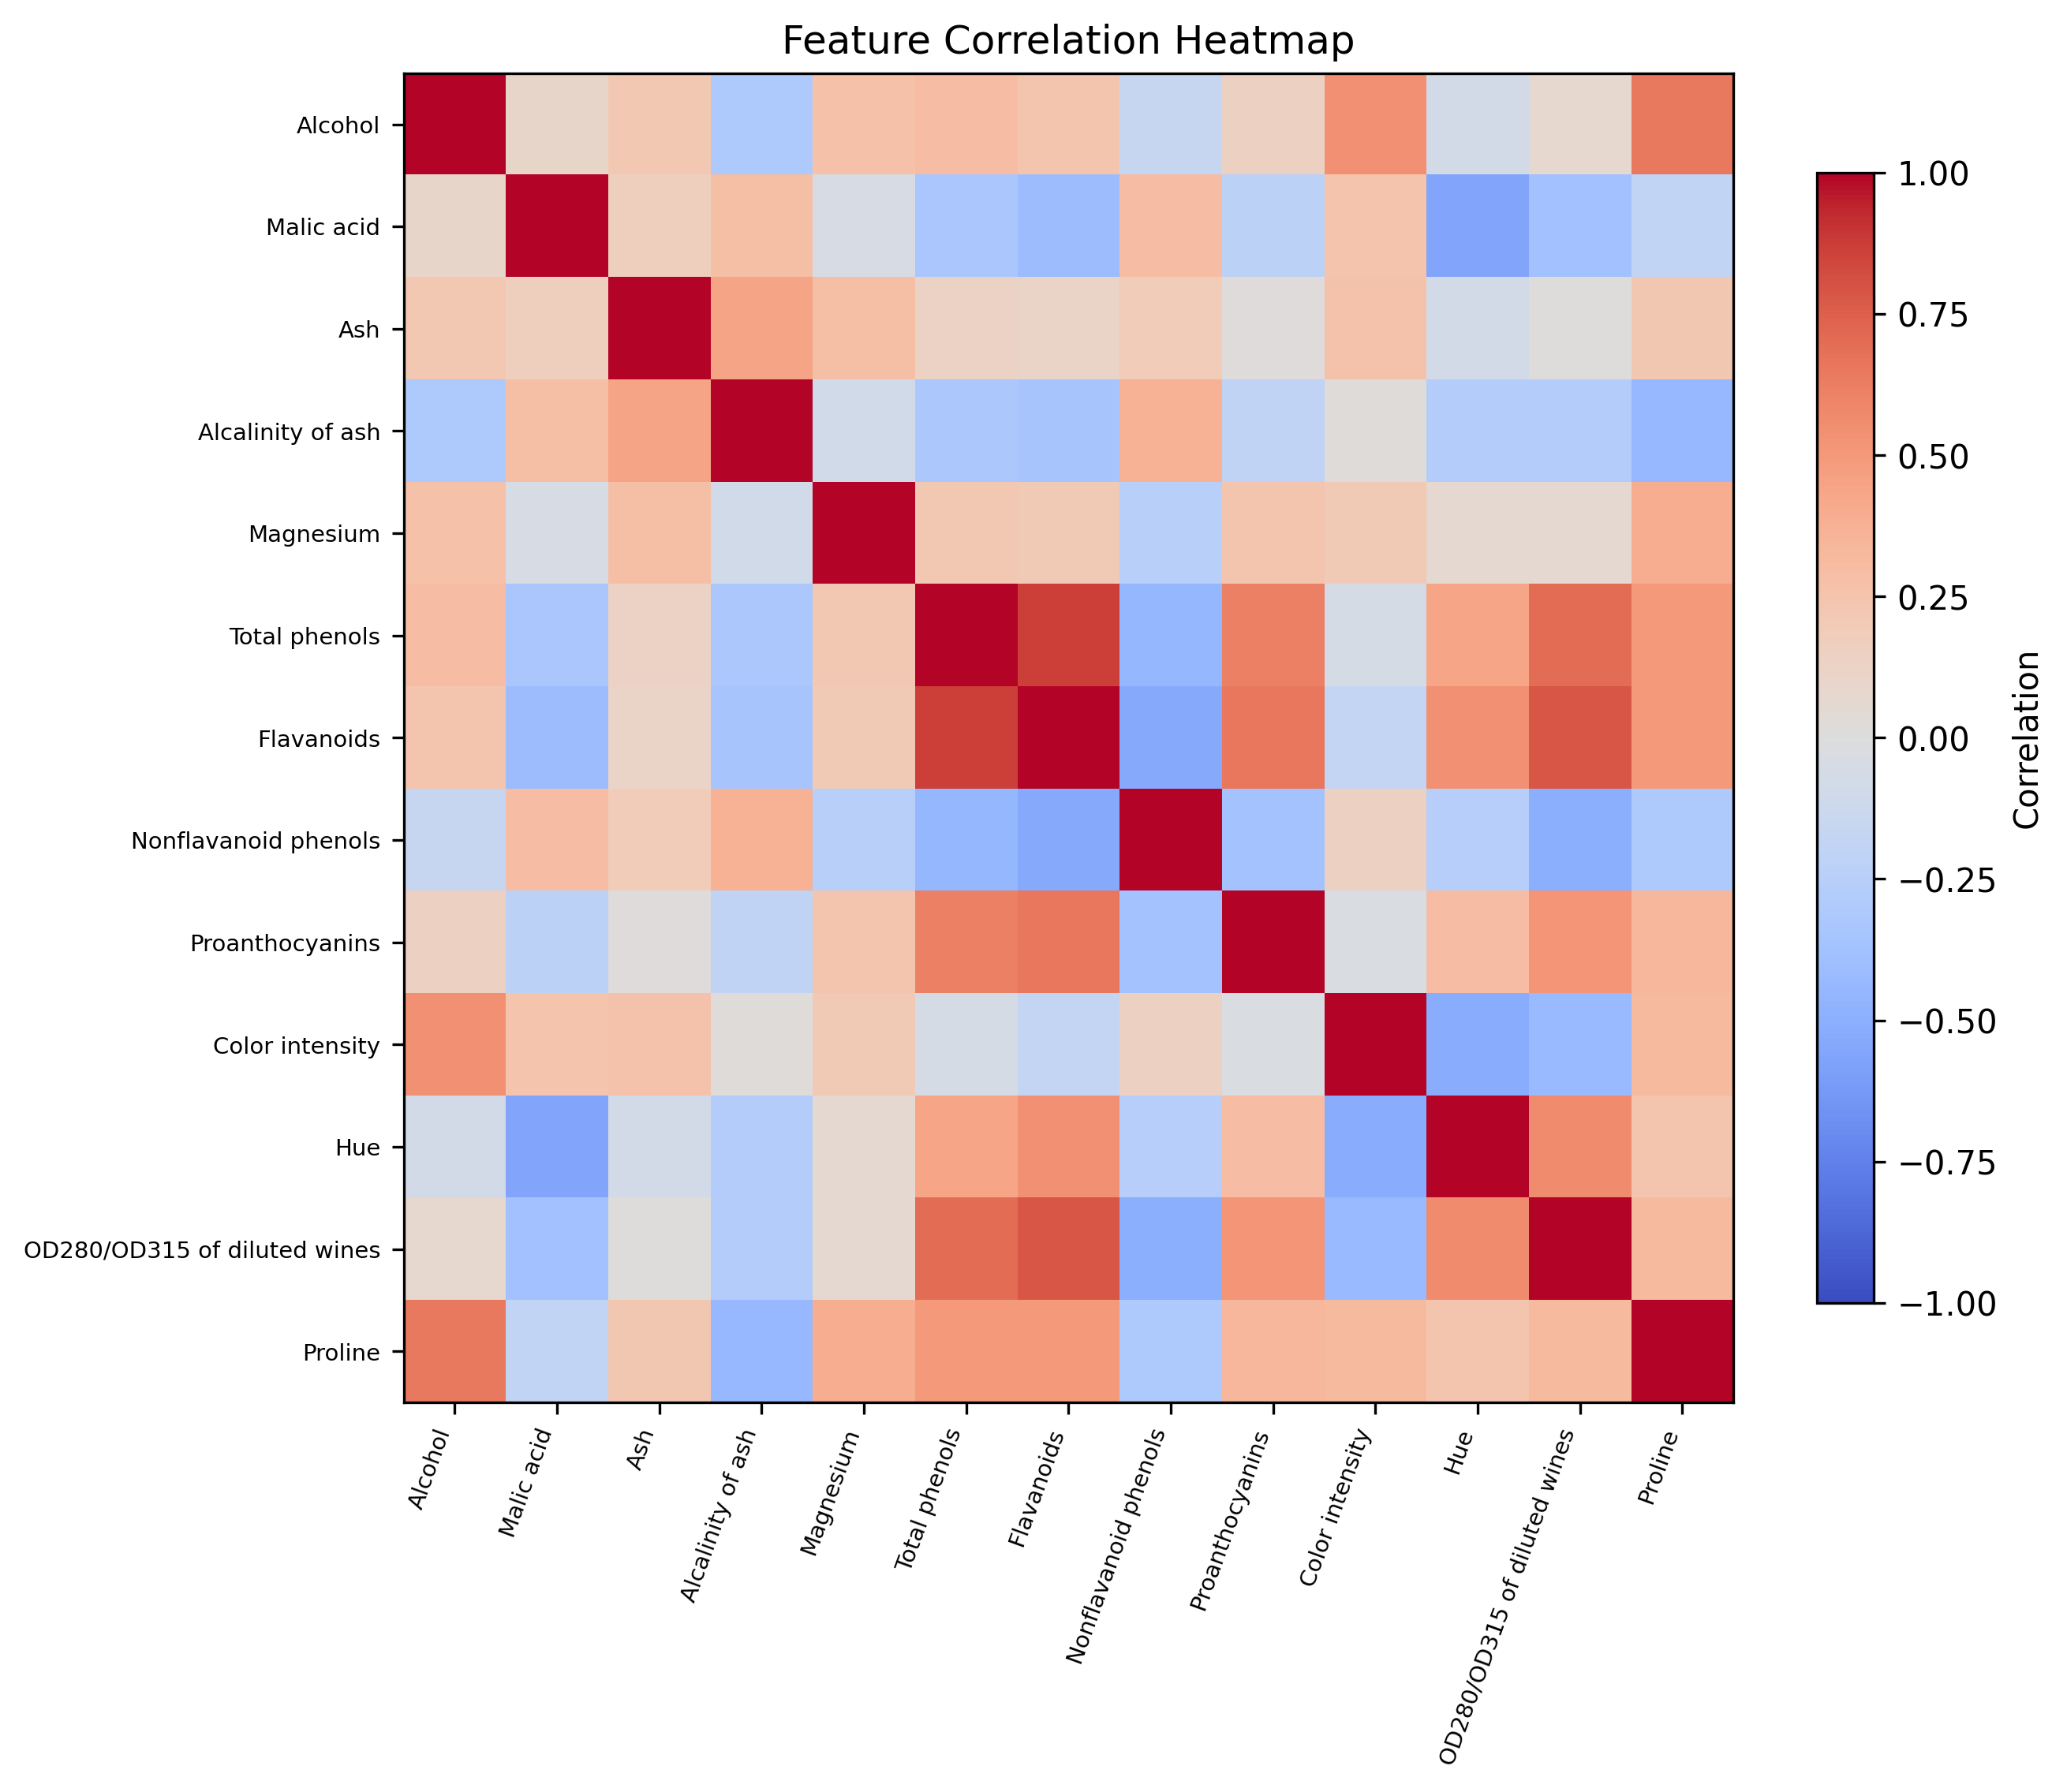 Feature Correlation Heatmap
Alcohol
Malic acid
Ash
Alcalinity of ash
Magnesium
Total phenols
Flavanoids
Nonflavanoid phenols
Proanthocyanins
Color intensity
Hue
OD280/OD315 of diluted wines
Proline
Alcohol
Malic acid
Ash
Alcalinity of ash
Magnesium
Total phenols
Flavanoids
Nonflavanoid phenols
Proanthocyanins
Color intensity
Hue
OD280/OD315 of diluted wines
Proline
1.00
0.75
0.50
0.25
0.00
−0.25
−0.50
−0.75
−1.00
Correlation